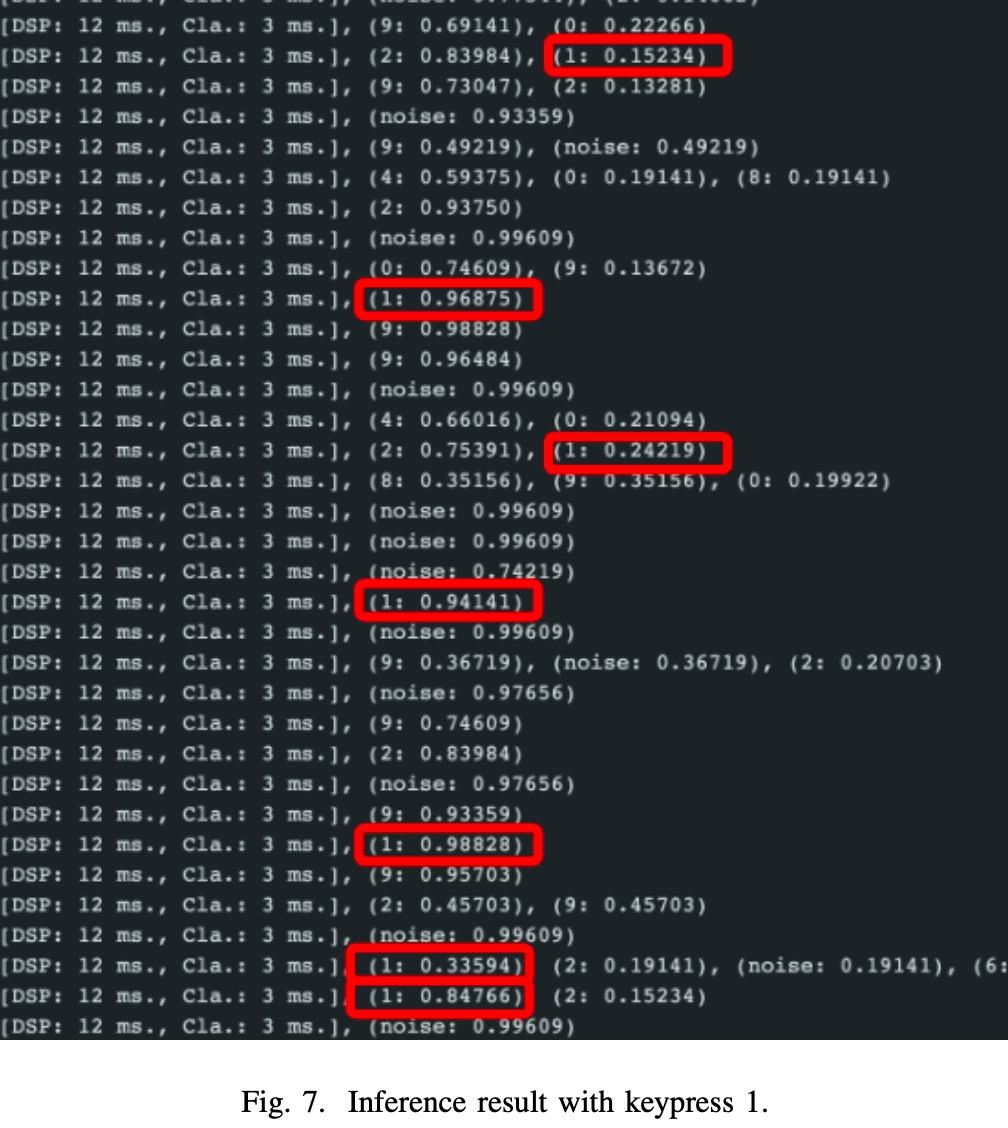 [DSP: 12 ms., Cla.: 3 ms.], (9: 0.69141), (0: 0.22266)
[DSP: 12 ms., Cla.: 3 ms.], (2: 0.83984), (1: 0.15234)
[DSP: 12 ms., Cla.: 3 ms.], (9: 0.73047), (2: 0.13281)
[DSP: 12 ms., Cla.: 3 ms.], (noise: 0.93359)
[DSP: 12 ms., Cla.: 3 ms.], (9: 0.49219), (noise: 0.49219)
[DSP: 12 ms., Cla.: 3 ms.], (4: 0.59375), (0: 0.19141), (8: 0.19141)
[DSP: 12 ms., Cla.: 3 ms.], (2: 0.93750)
[DSP: 12 ms., Cla.: 3 ms.], (noise: 0.99609)
[DSP: 12 ms., Cla.: 3 ms.], (0: 0.74609), (9: 0.13672)
[DSP: 12 ms., Cla.: 3 ms.], (1: 0.96875)
[DSP: 12 ms., Cla.: 3 ms.], (9: 0.98828)
[DSP: 12 ms., Cla.: 3 ms.], (9: 0.96484)
[DSP: 12 ms., Cla.: 3 ms.], (noise: 0.99609)
[DSP: 12 ms., Cla.: 3 ms.], (4: 0.66016), (0: 0.21094)
[DSP: 12 ms., Cla.: 3 ms.], (2: 0.75391), (1: 0.24219)
[DSP: 12 ms., Cla.: 3 ms.], (8: 0.35156), (9: 0.35156), (0: 0.19922)
[DSP: 12 ms., Cla.: 3 ms.], (noise: 0.99609)
[DSP: 12 ms., Cla.: 3 ms.], (noise: 0.99609)
[DSP: 12 ms., Cla.: 3 ms.], (noise: 0.74219)
[DSP: 12 ms., Cla.: 3 ms.], (1: 0.94141)
[DSP: 12 ms., Cla.: 3 ms.], (noise: 0.99609)
[DSP: 12 ms., Cla.: 3 ms.], (9: 0.36719), (noise: 0.36719), (2: 0.20703)
[DSP: 12 ms., Cla.: 3 ms.], (noise: 0.97656)
[DSP: 12 ms., Cla.: 3 ms.], (9: 0.74609)
[DSP: 12 ms., Cla.: 3 ms.], (2: 0.83984)
[DSP: 12 ms., Cla.: 3 ms.], (noise: 0.97656)
[DSP: 12 ms., Cla.: 3 ms.], (9: 0.93359)
[DSP: 12 ms., Cla.: 3 ms.], (1: 0.98828)
[DSP: 12 ms., Cla.: 3 ms.], (9: 0.95703)
[DSP: 12 ms., Cla.: 3 ms.], (2: 0.45703), (9: 0.45703)
[DSP: 12 ms., Cla.: 3 ms.], (noise: 0.99609)
[DSP: 12 ms., Cla.: 3 ms.] (1: 0.33594) (2: 0.19141), (noise: 0.19141), (6:
[DSP: 12 ms., Cla.: 3 ms.] (1: 0.84766) (2: 0.15234)
[DSP: 12 ms., Cla.: 3 ms.], (noise: 0.99609)
Fig. 7. Inference result with keypress 1.